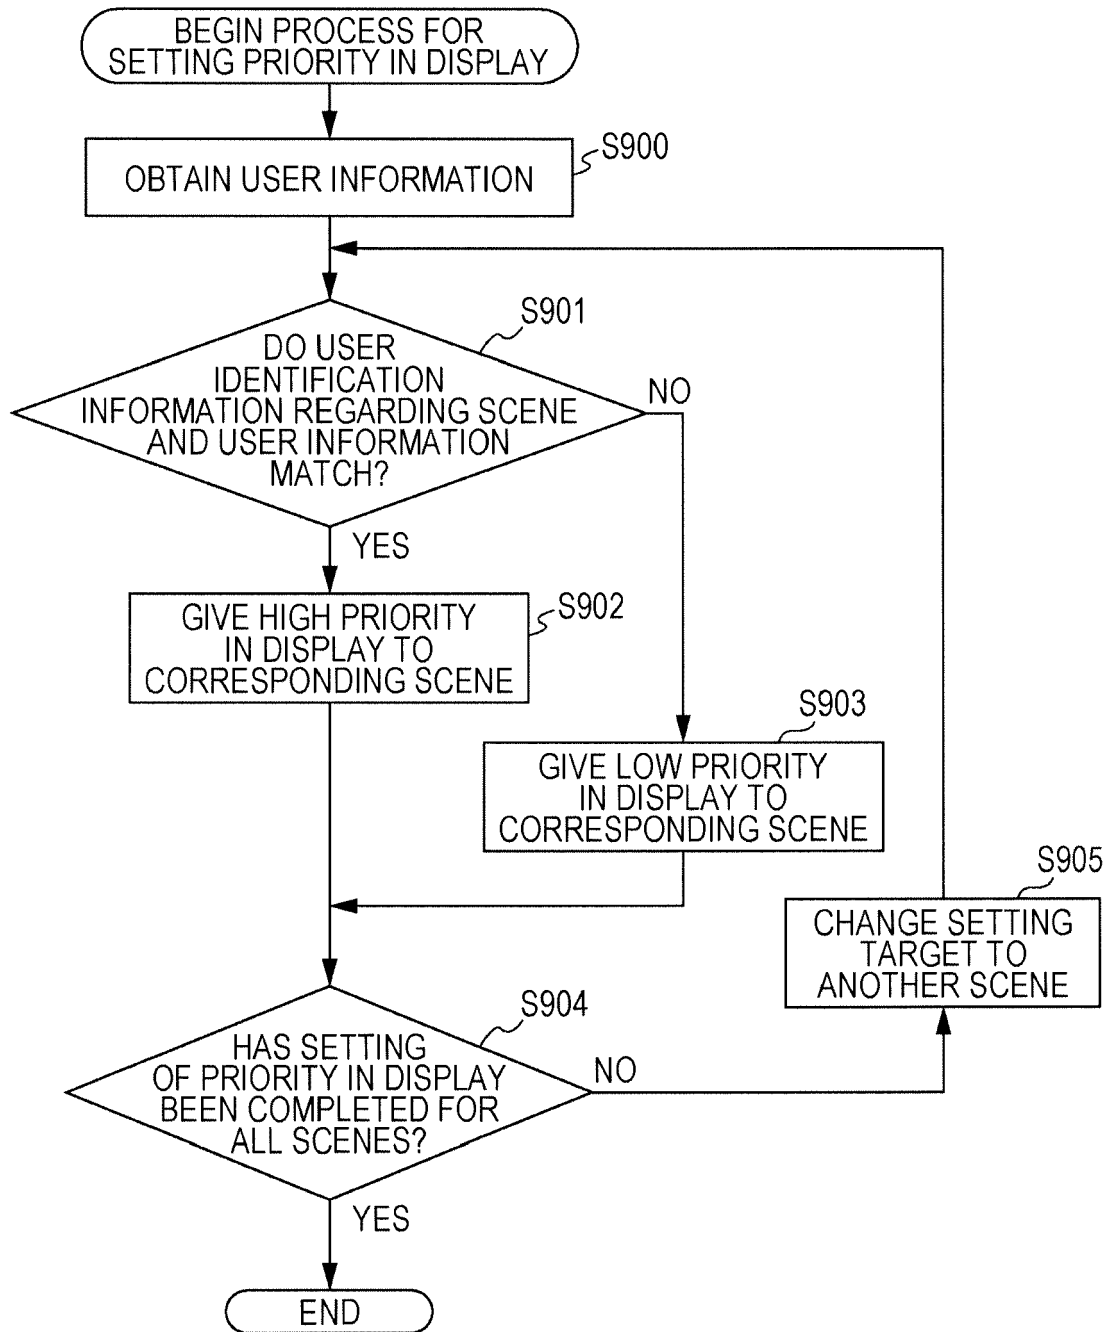 BEGIN PROCESS FOR
SETTING PRIORITY IN DISPLAY
S900
OBTAIN USER INFORMATION
S901
DO USER
IDENTIFICATION
INFORMATION REGARDING SCENE
AND USER INFORMATION
MATCH?
NO
YES
S902
GIVE HIGH PRIORITY
IN DISPLAY TO
CORRESPONDING SCENE
S903
GIVE LOW PRIORITY
IN DISPLAY TO
CORRESPONDING SCENE
S905
CHANGE SETTING
TARGET TO
ANOTHER SCENE
S904
HAS SETTING
OF PRIORITY IN DISPLAY
BEEN COMPLETED FOR
ALL SCENES?
NO
YES
END